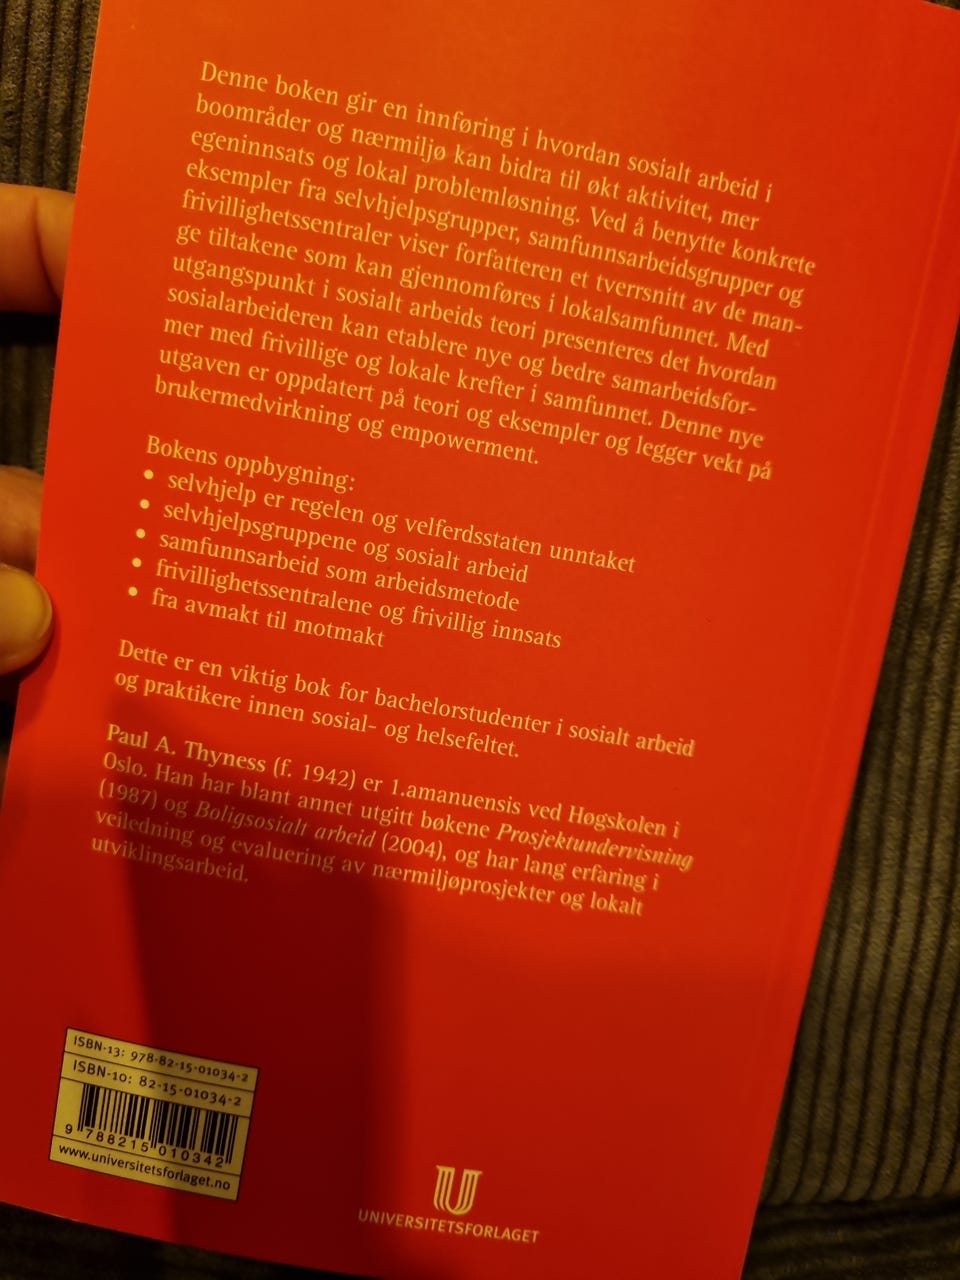 Denne boken gir en innføring i hvordan sosialt arbeid i
boområder og nærmiljø kan bidra til økt aktivitet, mer
egeninnsats og lokal problemløsning. Ved å benytte konkrete
eksempler fra selvhjelpsgrupper, samfunnsarbeidsgrupper og
frivillighetssentraler viser forfatteren et tverrsnitt av de man-
ge tiltakene som kan gjennomføres i lokalsamfunnet. Med
utgangspunkt i sosialt arbeids teori presenteres det hvordan
sosialarbeideren kan etablere nye og bedre samarbeidsfor-
mer med frivillige og lokale krefter i samfunnet. Denne nye
utgaven er oppdatert på teori og eksempler og legger vekt på
brukermedvirkning og empowerment.
Bokens oppbygning:
• selvhjelp er regelen og velferdsstaten unntaket
• selvhjelpsgruppene og sosialt arbeid
• samfunnsarbeid som arbeidsmetode
• frivillighetssentralene og frivillig innsats
• fra avmakt til motmakt
Dette er en viktig bok for bachelorstudenter i sosialt arbeid
og praktikere innen sosial- og helsefeltet.
Paul A. Thyness (f. 1942) er 1.amanuensis ved Høgskolen i
Oslo. Han har blant annet utgitt bøkene Prosjektundervisning
(1987) og Boligsosialt arbeid (2004), og har lang erfaring i
veiledning og evaluering av nærmiljøprosjekter og lokalt
utviklingsarbeid.
ISBN-13: 978-82-15-01034-2
ISBN-10: 82-15-01034-2
9 788215 010342
www.universitetsforlaget.no
UNIVERSITETSFORLAGET